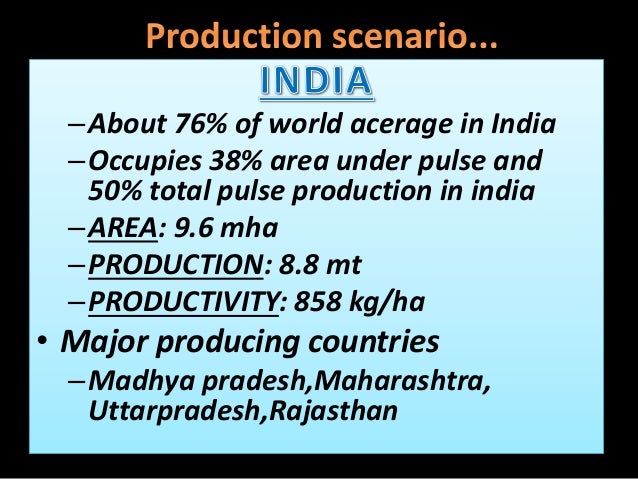 Production scenario...
INDIA
–About 76% of world acerage in India
–Occupies 38% area under pulse and
50% total pulse production in india
–AREA: 9.6 mha
–PRODUCTION: 8.8 mt
–PRODUCTIVITY: 858 kg/ha
• Major producing countries
–Madhya pradesh,Maharashtra,
Uttarpradesh,Rajasthan